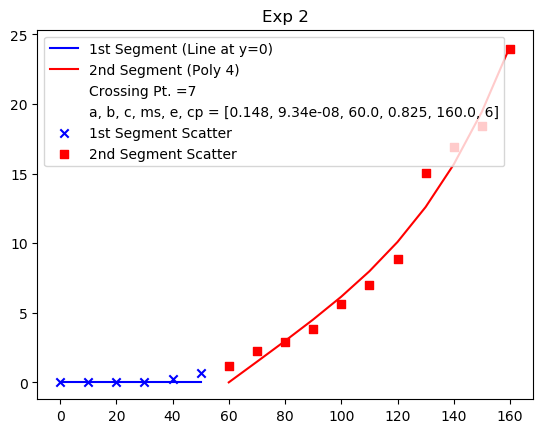 Exp 2
1st Segment (Line at y=0)
2nd Segment (Poly 4)
Crossing Pt. =7
a, b, c, ms, e, cp = [0.148, 9.34e-08, 60.0, 0.825, 160.0, 6]
1st Segment Scatter
2nd Segment Scatter
25
20
15
10
5
0
0 20 40 60 80 100 120 140 160